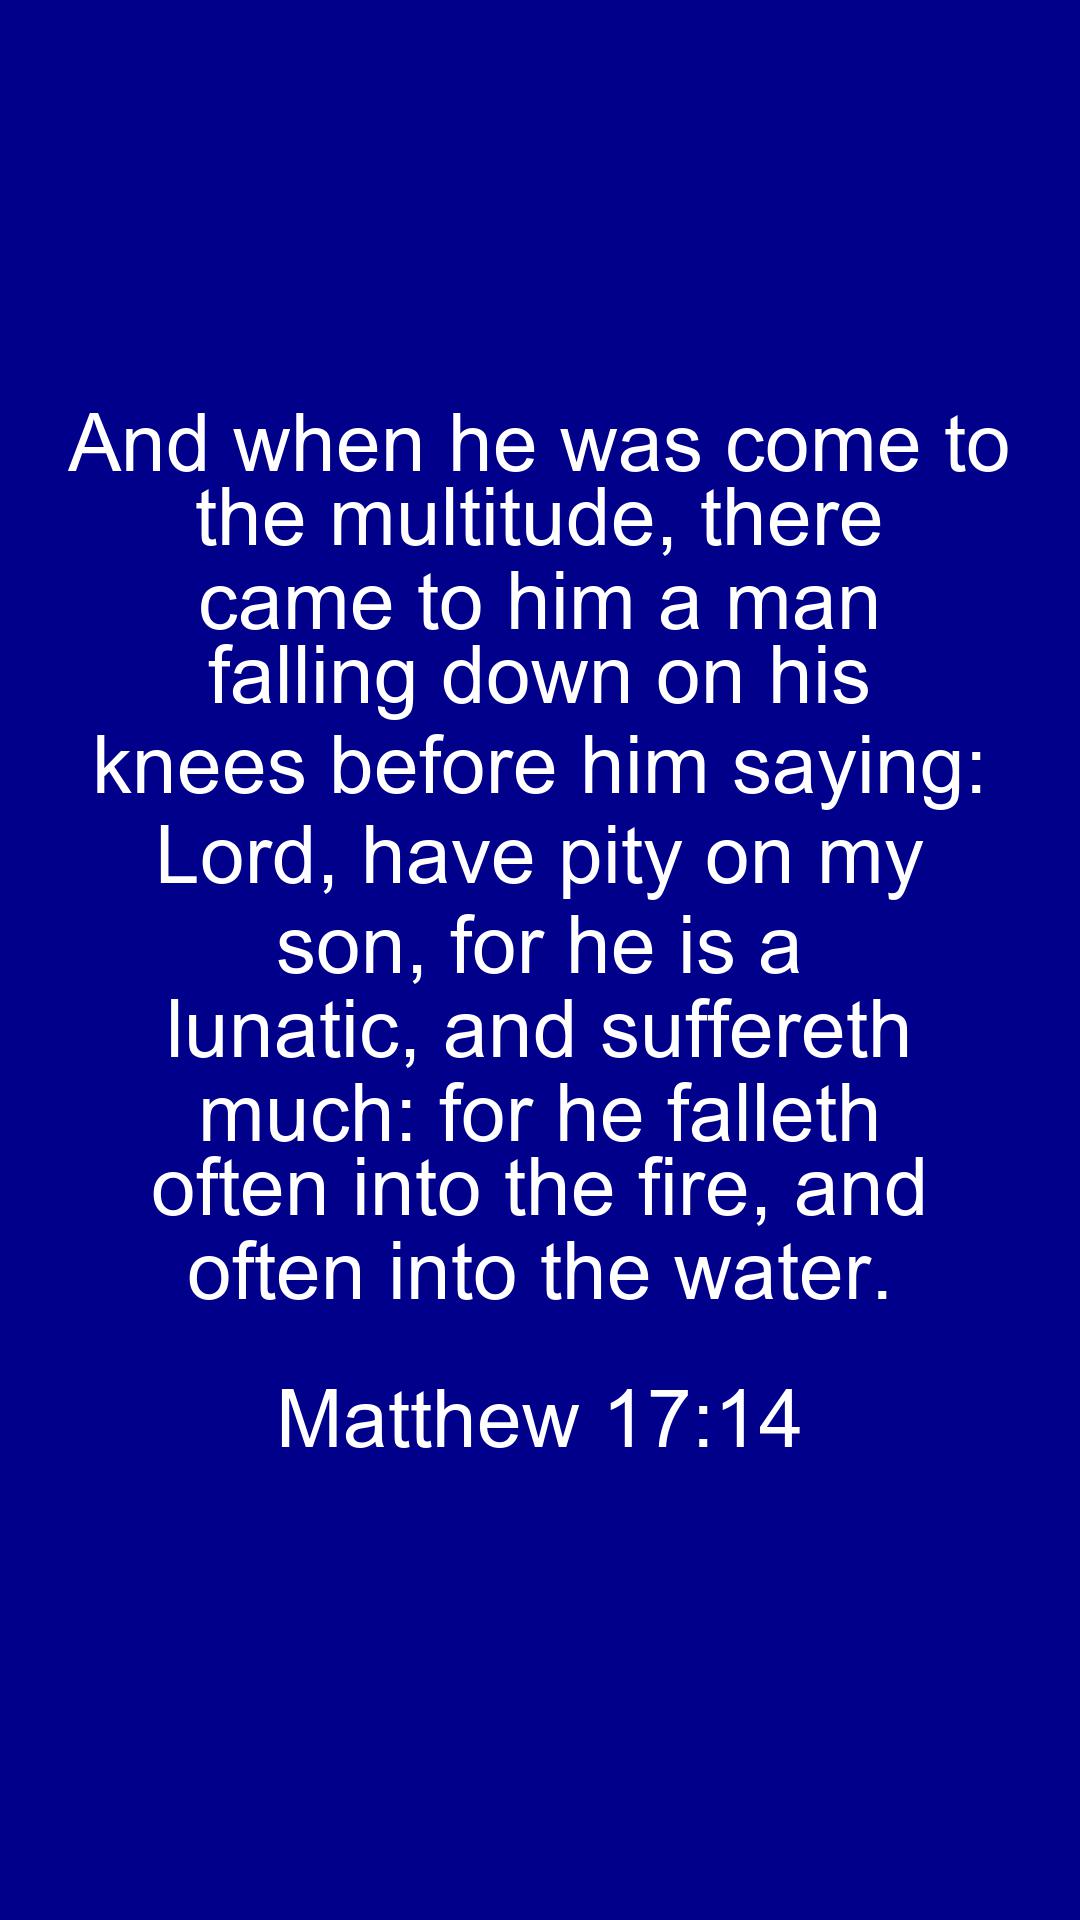 And when he was come to
the multitude, there
came to him a man
falling down on his
knees before him saying:
Lord, have pity on my
son, for he is a
lunatic, and suffereth
much: for he falleth
often into the fire, and
often into the water.
Matthew 17:14